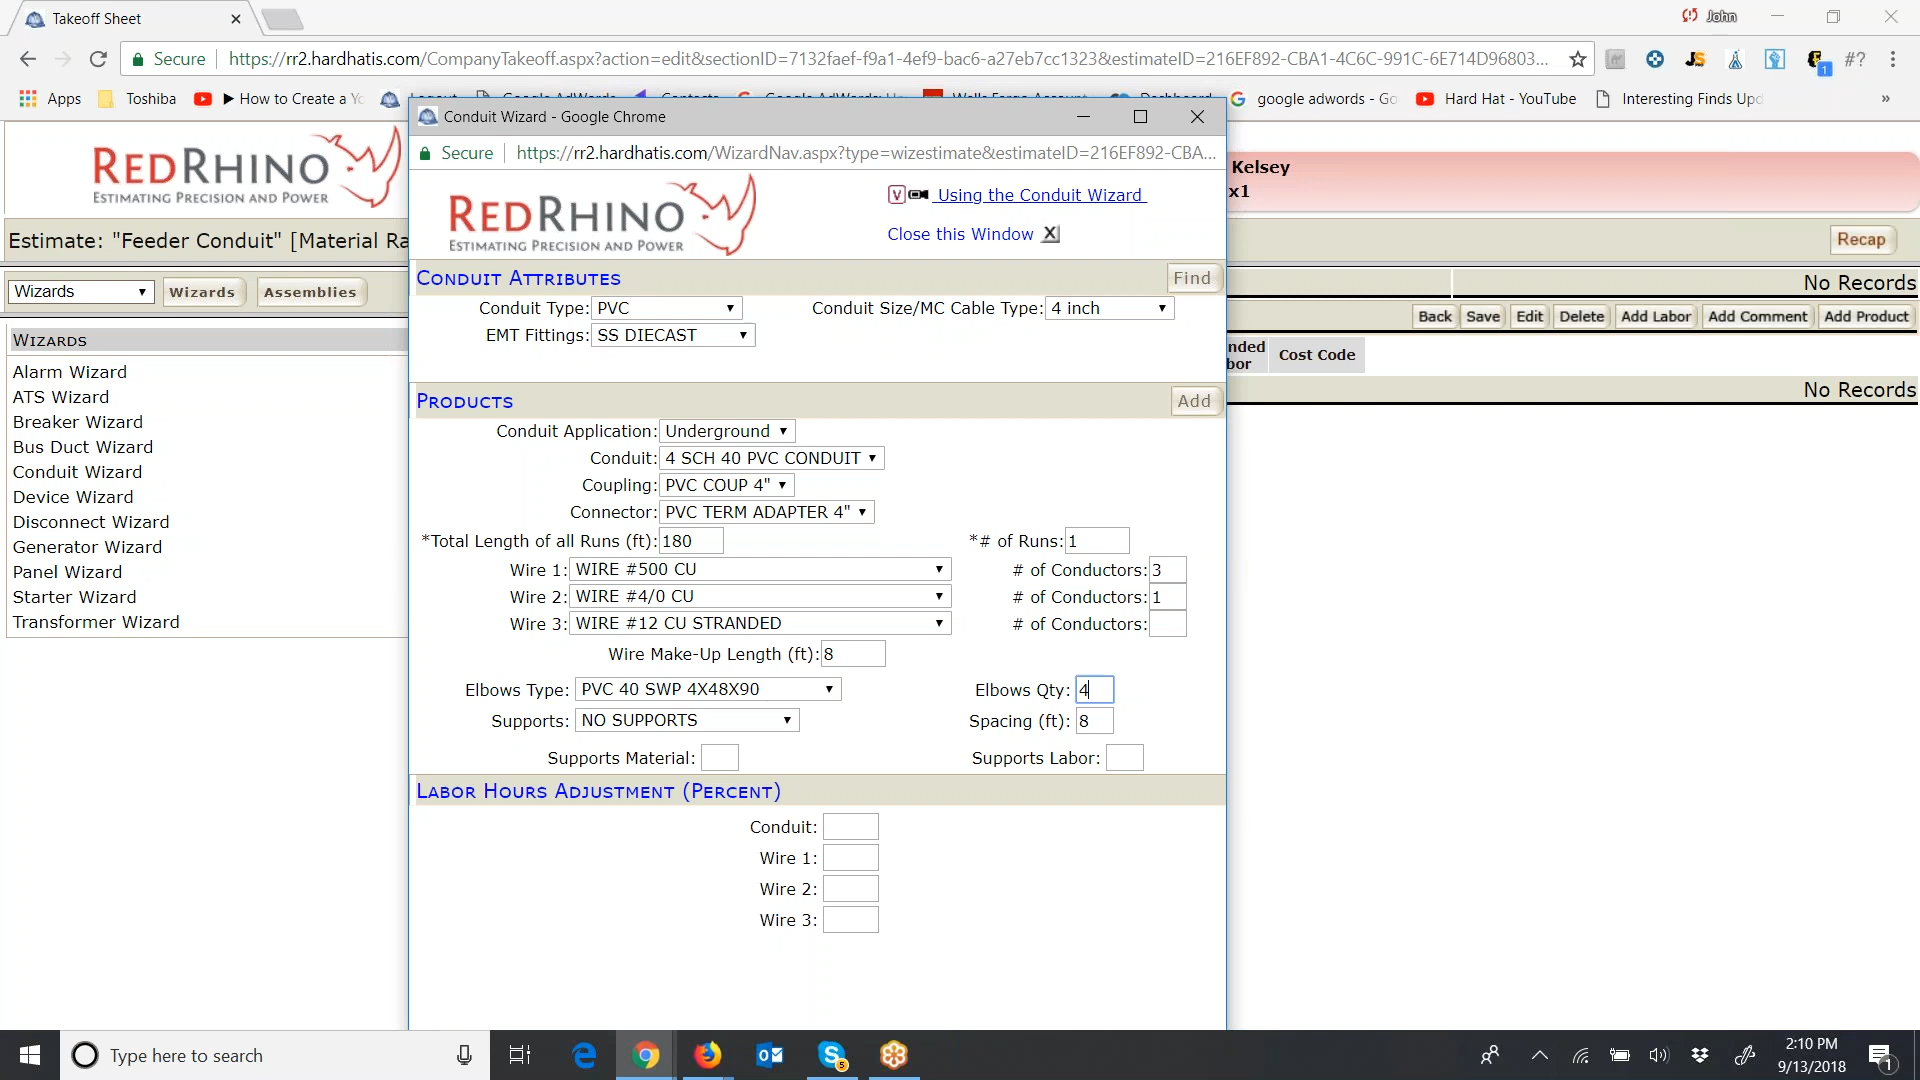 Takeoff Sheet
John
Secure https://rr2.hardhatis.com/CompanyTakeoff.aspx?action=edit&sectionID=7132faef-f9a1-4ef9-bac6-a27eb7cc1323&estimateID=216EF892-CBA1-4C6C-991C-6E714D96803...
JS 1 #?
Apps Toshiba ▶ How to Create a Yo google adwords - Go Hard Hat - YouTube Interesting Finds Upd »
Conduit Wizard - Google Chrome
Secure https://rr2.hardhatis.com/WizardNav.aspx?type=wizestimate&estimateID=216EF892-CBA...
REDRHINO
ESTIMATING PRECISION AND POWER
REDRHINO
ESTIMATING PRECISION AND POWER
V Using the Conduit Wizard
Close this Window X
Kelsey
x1
Estimate: "Feeder Conduit" [Material Ra
Recap
Wizards Wizards Assemblies
No Records
Back Save Edit Delete Add Labor Add Comment Add Product
nded
bor
Cost Code
No Records
WIZARDS
Alarm Wizard
ATS Wizard
Breaker Wizard
Bus Duct Wizard
Conduit Wizard
Device Wizard
Disconnect Wizard
Generator Wizard
Panel Wizard
Starter Wizard
Transformer Wizard
CONDUIT ATTRIBUTES Find
Conduit Type: PVC Conduit Size/MC Cable Type: 4 inch
EMT Fittings: SS DIECAST
PRODUCTS Add
Conduit Application: Underground
Conduit: 4 SCH 40 PVC CONDUIT
Coupling: PVC COUP 4"
Connector: PVC TERM ADAPTER 4"
*Total Length of all Runs (ft): 180 *# of Runs: 1
Wire 1: WIRE #500 CU # of Conductors: 3
Wire 2: WIRE #4/0 CU # of Conductors: 1
Wire 3: WIRE #12 CU STRANDED # of Conductors:
Wire Make-Up Length (ft): 8
Elbows Type: PVC 40 SWP 4X48X90 Elbows Qty: 4
Supports: NO SUPPORTS Spacing (ft): 8
Supports Material: Supports Labor:
LABOR HOURS ADJUSTMENT (PERCENT)
Conduit:
Wire 1:
Wire 2:
Wire 3:
Type here to search
5
2:10 PM
9/13/2018
1